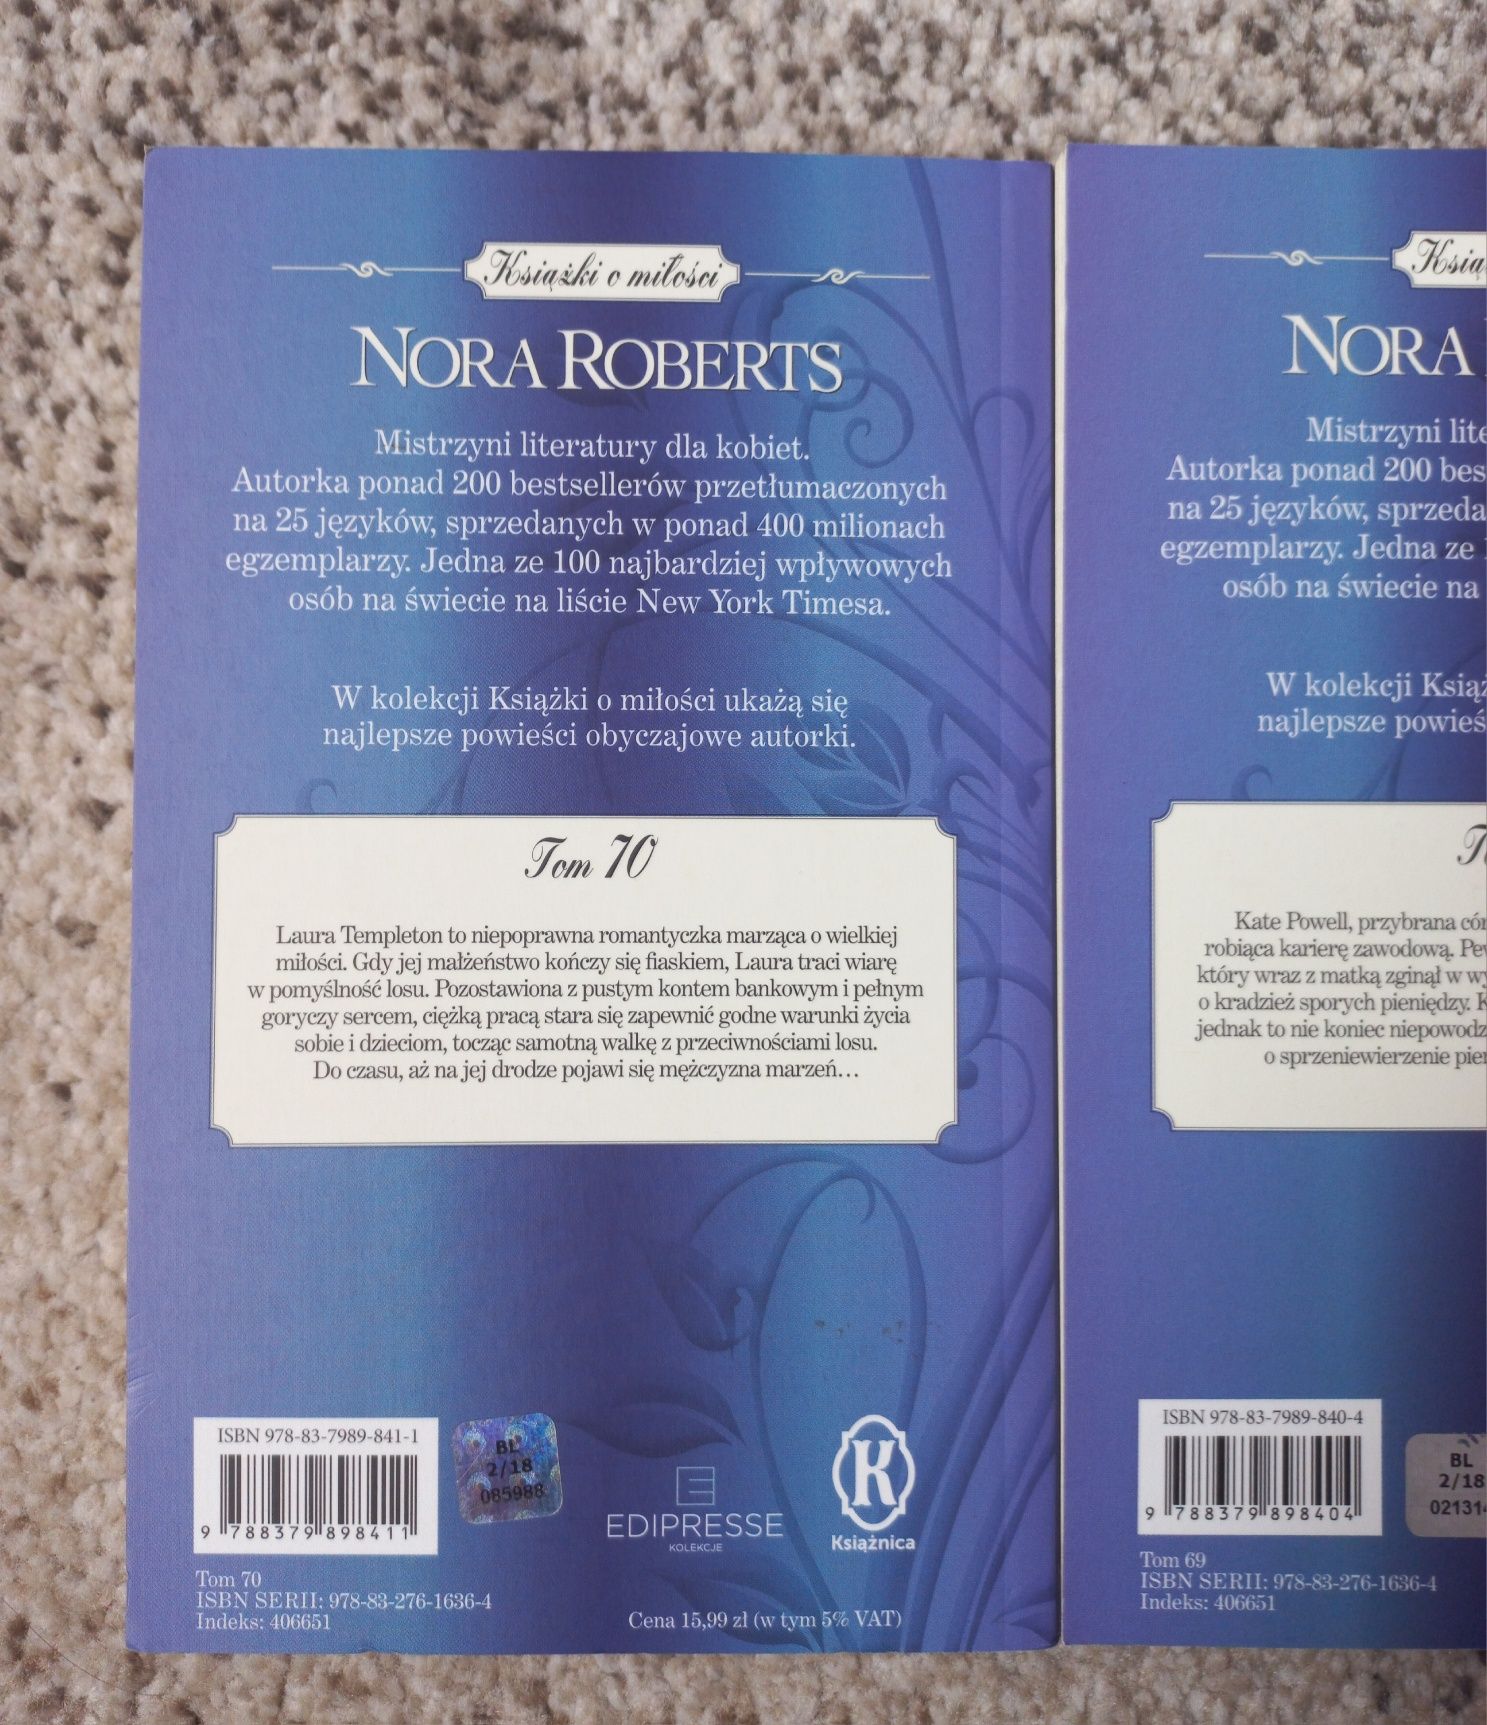 Książki o miłości
NORA ROBERTS
Mistrzyni literatury dla kobiet.
Autorka ponad 200 bestsellerów przetłumaczonych
na 25 języków, sprzedanych w ponad 400 milionach
egzemplarzy. Jedna ze 100 najbardziej wpływowych
osób na świecie na liście New York Timesa.
W kolekcji Książki o miłości ukażą się
najlepsze powieści obyczajowe autorki.
Tom 70
Laura Templeton to niepoprawna romantyczka marząca o wielkiej
miłości. Gdy jej małżeństwo kończy się fiaskiem, Laura traci wiarę
w pomyślność losu. Pozostawiona z pustym kontem bankowym i pełnym
goryczy sercem, ciężką pracą stara się zapewnić godne warunki życia
sobie i dzieciom, tocząc samotną walkę z przeciwnościami losu.
Do czasu, aż na jej drodze pojawi się mężczyzna marzeń...
ISBN 978-83-7989-841-1
9 788379 898411
BL
2/18
085988
EDIPRESSE
KOLEKCJE
K
Książnica
Tom 70
ISBN SERII: 978-83-276-1636-4
Indeks: 406651
Cena 15,99 zł (w tym 5% VAT)
NORA
Mistrzyni
Autorka ponad 200
na 25 języków,
egzemplarzy. Jedna ze
osób na świecie na
W kolekcji
najlepsze
Kate Powell, przybrana
robiąca karierę zawodową.
który wraz z matką zginął w
o kradzież sporych pieniędzy.
jednak to nie koniec
o sprzeniewierzenie
ISBN 978-83-7989-840-4
9 788379 898404
BL
2/18
Tom 69
ISBN SERII: 978-83-276-1636-4
Indeks: 406651